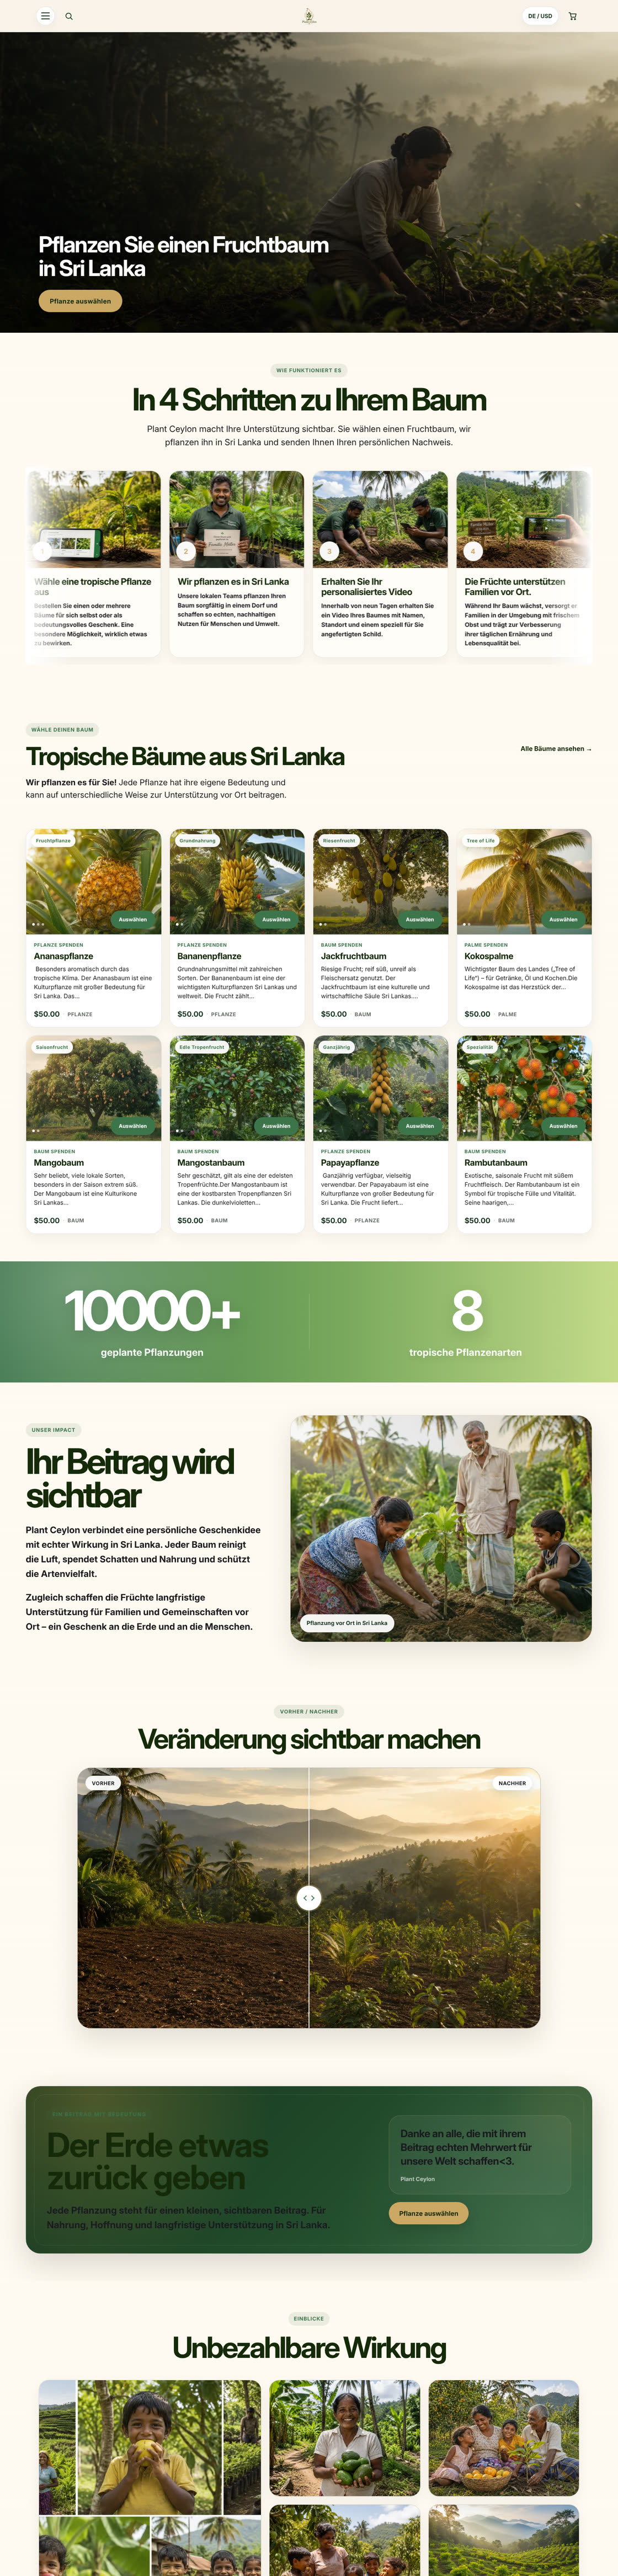 DE / USD
Pflanzen Sie einen Fruchtbaum
in Sri Lanka
Pflanze auswählen
WIE FUNKTIONIERT ES
In 4 Schritten zu Ihrem Baum
Plant Ceylon macht Ihre Unterstützung sichtbar. Sie wählen einen Fruchtbaum, wir
pflanzen ihn in Sri Lanka und senden Ihnen Ihren persönlichen Nachweis.
1
Wähle eine tropische Pflanze
aus
Bestellen Sie einen oder mehrere
Bäume für sich selbst oder als
bedeutungsvolles Geschenk. Eine
besondere Möglichkeit, wirklich etwas
zu bewirken.
2
Wir pflanzen es in Sri Lanka
Unsere lokalen Teams pflanzen Ihren
Baum sorgfältig in einem Dorf und
schaffen so echten, nachhaltigen
Nutzen für Menschen und Umwelt.
3
Erhalten Sie Ihr
personalisiertes Video
Innerhalb von neun Tagen erhalten Sie
ein Video Ihres Baumes mit Namen,
Standort und einem speziell für Sie
angefertigten Schild.
4
Die Früchte unterstützen
Familien vor Ort.
Während Ihr Baum wächst, versorgt er
Familien in der Umgebung mit frischem
Obst und trägt zur Verbesserung
ihrer täglichen Ernährung und
Lebensqualität bei.
WÄHLE DEINEN BAUM
Tropische Bäume aus Sri Lanka
Alle Bäume ansehen →
Wir pflanzen es für Sie! Jede Pflanze hat ihre eigene Bedeutung und
kann auf unterschiedliche Weise zur Unterstützung vor Ort beitragen.
Fruchtpflanze
Auswählen
PFLANZE SPENDEN
Ananaspflanze
Besonders aromatisch durch das
tropische Klima. Der Ananasbaum ist eine
Kulturpflanze mit großer Bedeutung für
Sri Lanka. Das...
$50.00 PFLANZE
Grundnahrung
Auswählen
PFLANZE SPENDEN
Bananenpflanze
Grundnahrungsmittel mit zahlreichen
Sorten. Der Bananenbaum ist eine der
wichtigsten Kulturpflanzen Sri Lankas und
weltweit. Die Frucht zählt...
$50.00 PFLANZE
Riesenfrucht
Auswählen
BAUM SPENDEN
Jackfruchtbaum
Riesige Frucht; reif süß, unreif als
Fleischersatz genutzt. Der
Jackfruchtbaum ist eine kulturelle und
wirtschaftliche Säule Sri Lankas....
$50.00 BAUM
Tree of Life
Auswählen
PALME SPENDEN
Kokospalme
Wichtigster Baum des Landes („Tree of
Life“) – für Getränke, Öl und Kochen.Die
Kokospalme ist das Herzstück der...
$50.00 PALME
Saisonfrucht
Auswählen
BAUM SPENDEN
Mangobaum
Sehr beliebt, viele lokale Sorten,
besonders in der Saison extrem süß.
Der Mangobaum ist eine Kulturikone
Sri Lankas...
$50.00 BAUM
Edle Tropenfrucht
Auswählen
BAUM SPENDEN
Mangostanbaum
Sehr geschätzt, gilt als eine der edelsten
Tropenfrüchte.Der Mangostanbaum ist
eine der kostbarsten Tropenpflanzen Sri
Lankas. Die dunkelvioletten...
$50.00 BAUM
Ganzjährig
Auswählen
PFLANZE SPENDEN
Papayapflanze
Ganzjährig verfügbar, vielseitig
verwendbar. Der Papayabaum ist eine
Kulturpflanze von großer Bedeutung für
Sri Lanka. Die Frucht liefert...
$50.00 PFLANZE
Spezialität
Auswählen
BAUM SPENDEN
Rambutanbaum
Exotische, saisonale Frucht mit süßem
Fruchtfleisch. Der Rambutanbaum ist ein
Symbol für tropische Fülle und Vitalität.
Seine haarigen,...
$50.00 BAUM
10000+
geplante Pflanzungen
8
tropische Pflanzenarten
UNSER IMPACT
Ihr Beitrag wird
sichtbar
Plant Ceylon verbindet eine persönliche Geschenkidee
mit echter Wirkung in Sri Lanka. Jeder Baum reinigt
die Luft, spendet Schatten und Nahrung und schützt
die Artenvielfalt.
Zugleich schaffen die Früchte langfristige
Unterstützung für Familien und Gemeinschaften vor
Ort – ein Geschenk an die Erde und an die Menschen.
Pflanzung vor Ort in Sri Lanka
VORHER / NACHHER
Veränderung sichtbar machen
VORHER
NACHHER
EIN BEITRAG MIT BEDEUTUNG
Der Erde etwas
zurück geben
Jede Pflanzung steht für einen kleinen, sichtbaren Beitrag. Für
Nahrung, Hoffnung und langfristige Unterstützung in Sri Lanka.
Danke an alle, die mit ihrem
Beitrag echten Mehrwert für
unsere Welt schaffen<3.
Plant Ceylon
Pflanze auswählen
EINBLICKE
Unbezahlbare Wirkung